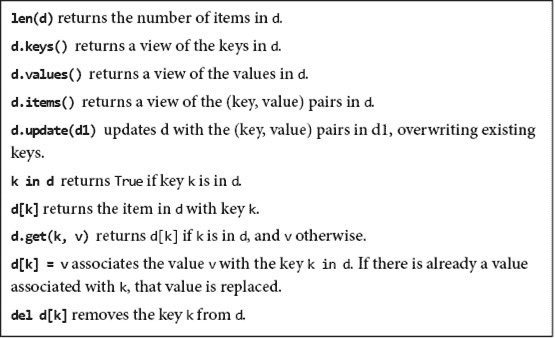 len(d) returns the number of items in d.
d.keys() returns a view of the keys in d.
d.values() returns a view of the values in d.
d.items() returns a view of the (key, value) pairs in d.
d.update(d1) updates d with the (key, value) pairs in d1, overwriting existing
keys.
k in d returns True if key k is in d.
d[k] returns the item in d with key k.
d.get(k, v) returns d[k] if k is in d, and v otherwise.
d[k] = v associates the value v with the key k in d. If there is already a value
associated with k, that value is replaced.
del d[k] removes the key k from d.